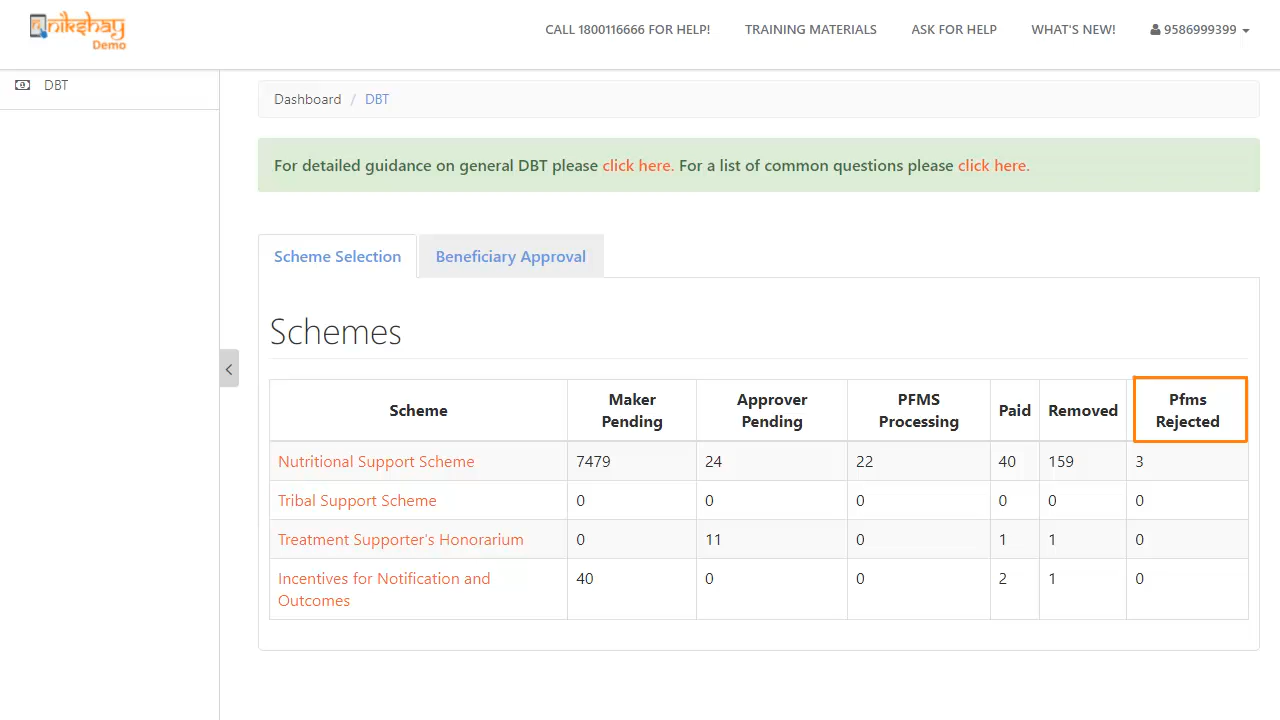 निkshay
Demo
CALL 1800116666 FOR HELP! TRAINING MATERIALS ASK FOR HELP WHAT'S NEW! 9586999399
DBT
Dashboard / DBT
For detailed guidance on general DBT please click here. For a list of common questions please click here.
Scheme Selection Beneficiary Approval
Schemes
Scheme Maker Pending Approver Pending PFMS Processing Paid Removed Pfms Rejected
Nutritional Support Scheme 7479 24 22 40 159 3
Tribal Support Scheme 0 0 0 0 0 0
Treatment Supporter's Honorarium 0 11 0 1 1 0
Incentives for Notification and 40 0 0 2 1 0
Outcomes